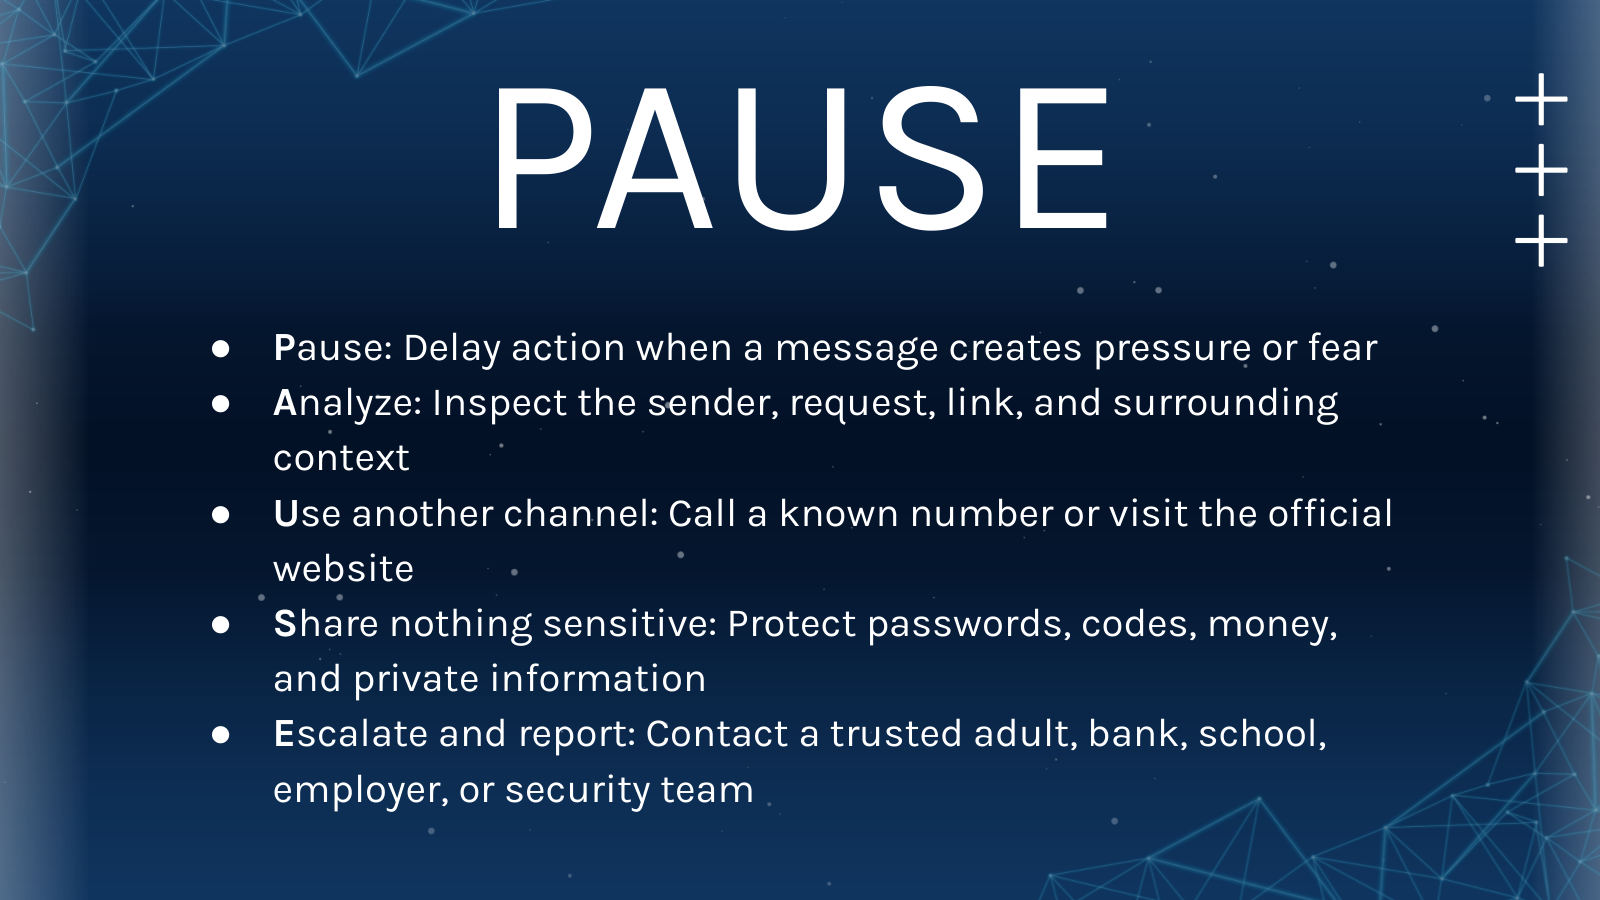 PAUSE
● Pause: Delay action when a message creates pressure or fear
● Analyze: Inspect the sender, request, link, and surrounding
context
● Use another channel: Call a known number or visit the official
website
● Share nothing sensitive: Protect passwords, codes, money,
and private information
● Escalate and report: Contact a trusted adult, bank, school,
employer, or security team